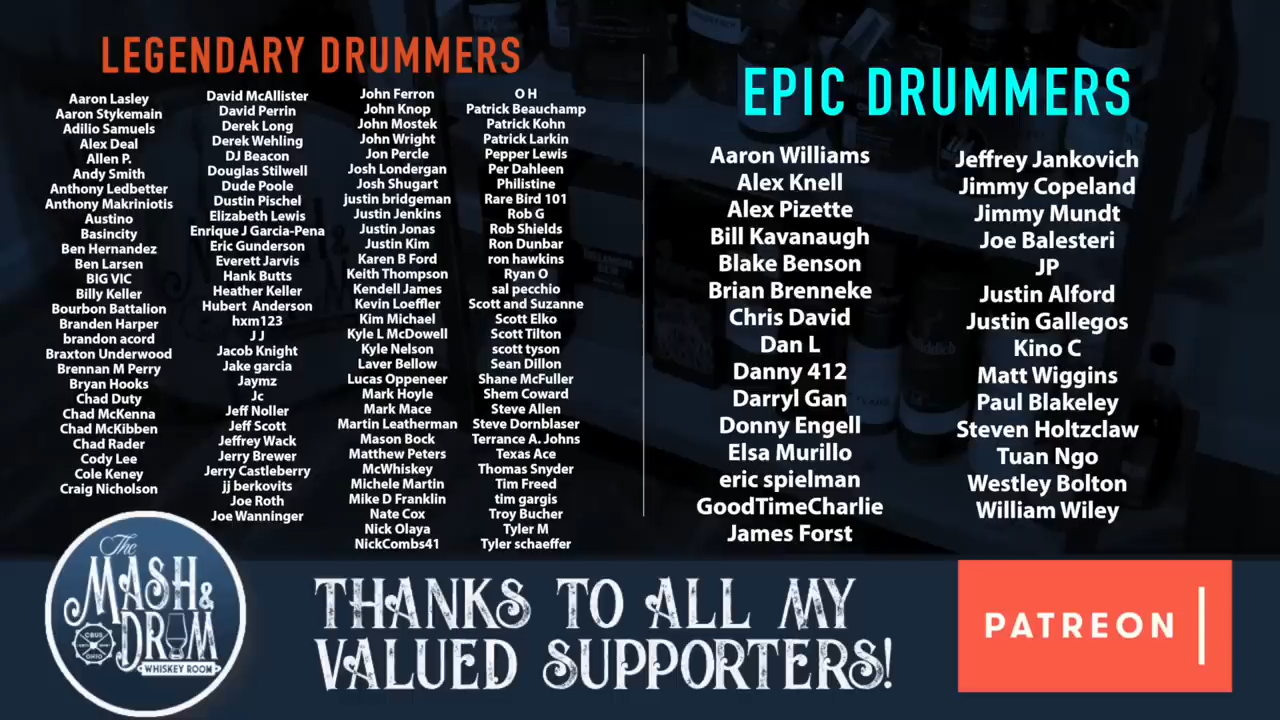 LEGENDARY DRUMMERS
Aaron Lasley
Aaron Stykemain
Adilio Samuels
Alex Deal
Allen P.
Andy Smith
Anthony Ledbetter
Anthony Makriniotis
Austino
Basincity
Ben Hernandez
Ben Larsen
BIG VIC
Billy Keller
Bourbon Battalion
Branden Harper
brandon acord
Braxton Underwood
Brennan M Perry
Bryan Hooks
Chad Duty
Chad McKenna
Chad McKibben
Chad Rader
Cody Lee
Cole Keney
Craig Nicholson
David McAllister
David Perrin
Derek Long
Derek Wehling
DJ Beacon
Douglas Stilwell
Dude Poole
Dustin Pischel
Elizabeth Lewis
Enrique J Garcia-Pena
Eric Gunderson
Everett Jarvis
Hank Butts
Heather Keller
Hubert Anderson
hxm123
J J
Jacob Knight
Jake garcia
Jaymz
Jc
Jeff Noller
Jeff Scott
Jeffrey Wack
Jerry Brewer
Jerry Castleberry
jj berkovits
Joe Roth
Joe Wanninger
John Ferron
John Knop
John Mostek
John Wright
Jon Percle
Josh Londergan
Josh Shugart
justin bridgeman
Justin Jenkins
Justin Jonas
Justin Kim
Karen B Ford
Keith Thompson
Kendell James
Kevin Loeffler
Kim Michael
Kyle L McDowell
Kyle Nelson
Laver Bellow
Lucas Oppeneer
Mark Hoyle
Mark Mace
Martin Leatherman
Mason Bock
Matthew Peters
McWhiskey
Michele Martin
Mike D Franklin
Nate Cox
Nick Olaya
NickCombs41
O H
Patrick Beauchamp
Patrick Kohn
Patrick Larkin
Pepper Lewis
Per Dahleen
Philistine
Rare Bird 101
Rob G
Rob Shields
Ron Dunbar
ron hawkins
Ryan O
sal pecchio
Scott and Suzanne
Scott Elko
Scott Tilton
scott tyson
Sean Dillon
Shane McFuller
Shem Coward
Steve Allen
Steve Dornblaser
Terrance A. Johns
Texas Ace
Thomas Snyder
Tim Freed
tim gargis
Troy Bucher
Tyler M
Tyler schaeffer
EPIC DRUMMERS
Aaron Williams
Alex Knell
Alex Pizette
Bill Kavanaugh
Blake Benson
Brian Brenneke
Chris David
Dan L
Danny 412
Darryl Gan
Donny Engell
Elsa Murillo
eric spielman
GoodTimeCharlie
James Forst
Jeffrey Jankovich
Jimmy Copeland
Jimmy Mundt
Joe Balesteri
JP
Justin Alford
Justin Gallegos
Kino C
Matt Wiggins
Paul Blakeley
Steven Holtzclaw
Tuan Ngo
Westley Bolton
William Wiley
The
MASH &
DRUM
CBUS
OHIO
WHISKEY ROOM
THANKS TO ALL MY
VALUED SUPPORTERS!
PATREON